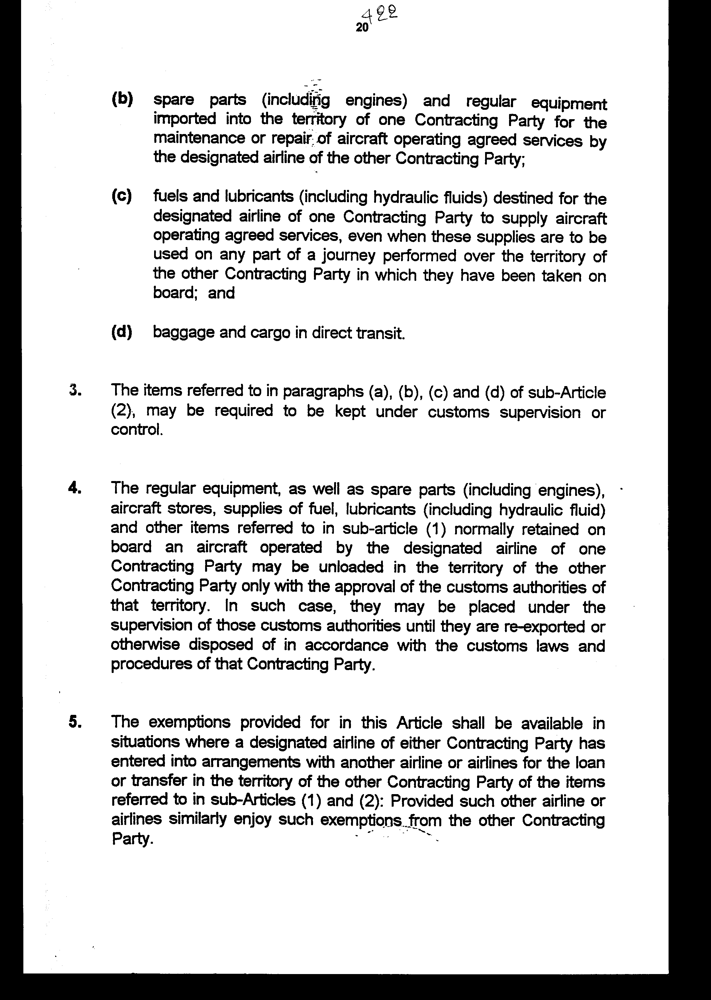 422
20
(b) spare parts (including engines) and regular equipment
imported into the territory of one Contracting Party for the
maintenance or repair of aircraft operating agreed services by
the designated airline of the other Contracting Party;
(c) fuels and lubricants (including hydraulic fluids) destined for the
designated airline of one Contracting Party to supply aircraft
operating agreed services, even when these supplies are to be
used on any part of a journey performed over the territory of
the other Contracting Party in which they have been taken on
board; and
(d) baggage and cargo in direct transit.
3. The items referred to in paragraphs (a), (b), (c) and (d) of sub-Article
(2), may be required to be kept under customs supervision or
control.
4. The regular equipment, as well as spare parts (including engines),
aircraft stores, supplies of fuel, lubricants (including hydraulic fluid)
and other items referred to in sub-article (1) normally retained on
board an aircraft operated by the designated airline of one
Contracting Party may be unloaded in the territory of the other
Contracting Party only with the approval of the customs authorities of
that territory. In such case, they may be placed under the
supervision of those customs authorities until they are re-exported or
otherwise disposed of in accordance with the customs laws and
procedures of that Contracting Party.
5. The exemptions provided for in this Article shall be available in
situations where a designated airline of either Contracting Party has
entered into arrangements with another airline or airlines for the loan
or transfer in the territory of the other Contracting Party of the items
referred to in sub-Articles (1) and (2): Provided such other airline or
airlines similarly enjoy such exemptions from the other Contracting
Party.